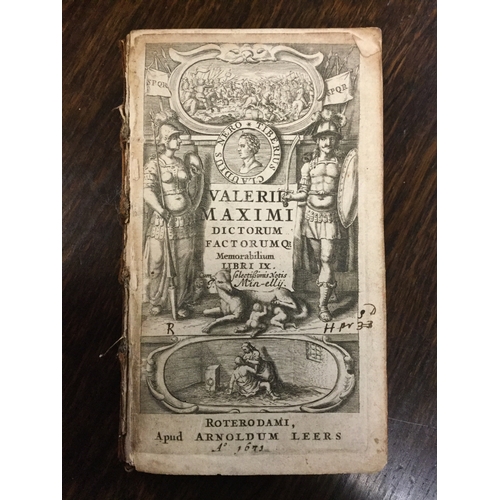 SPQR
SPQR
TIBERIUS CLAUDIUS NERO
VALERII
MAXIMI
DICTORUM
FACTORUMQ;
Memorabilium
LIBRI IX.
selectissimis Notis
Min-ellij.
R
ROTERODAMI,
Apud ARNOLDUM LEERS
Aº 1671